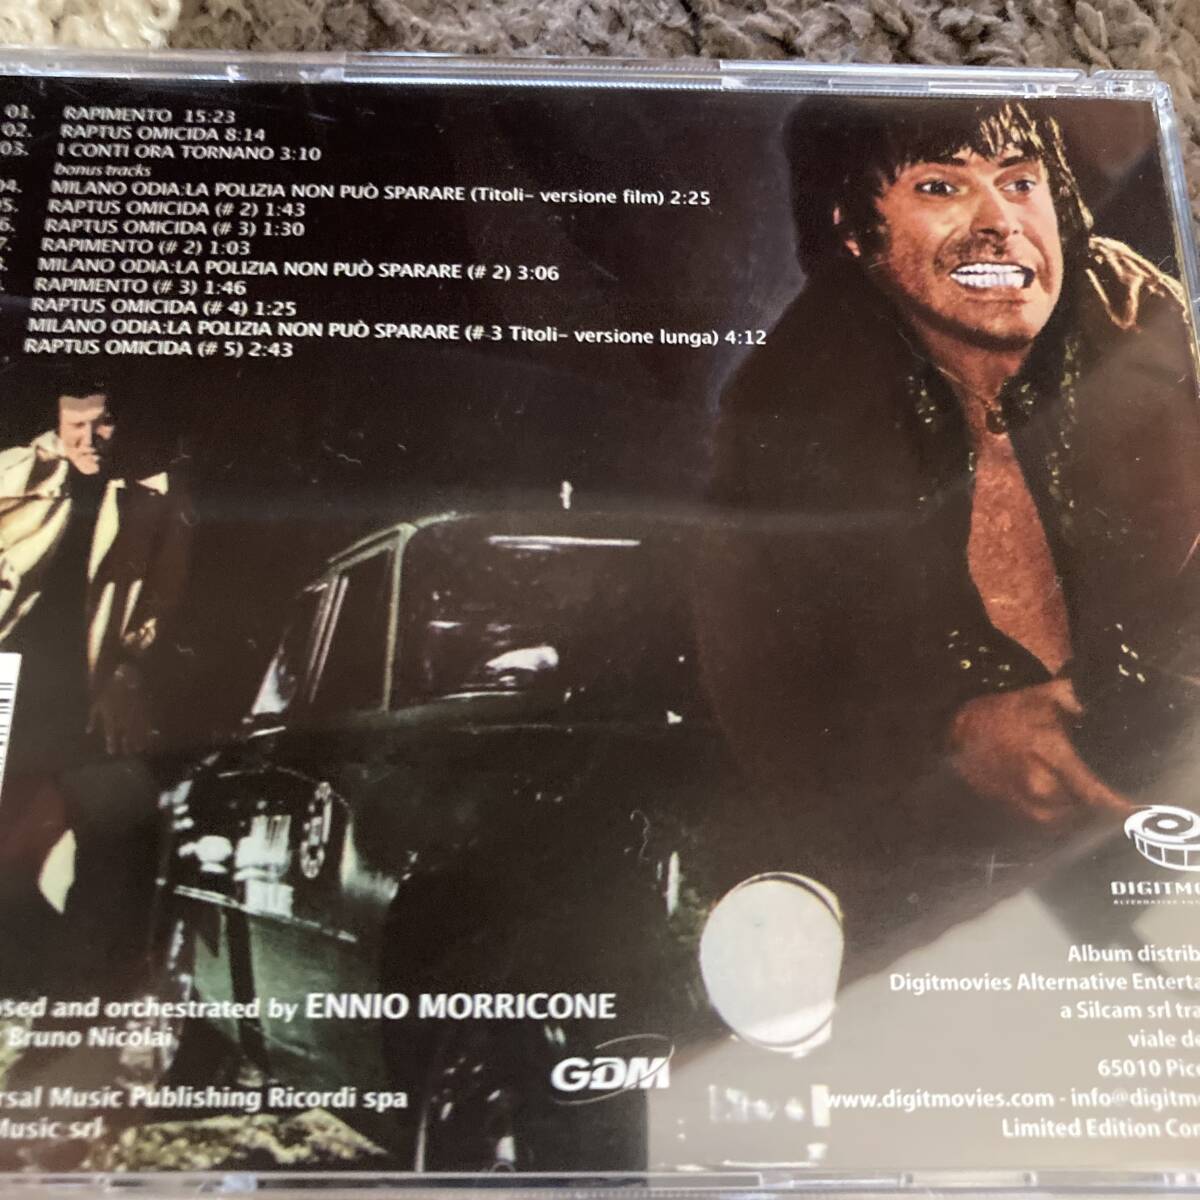 01. RAPIMENTO 15:23
02. RAPTUS OMICIDA 8:14
03. I CONTI ORA TORNANO 3:10
bonus tracks
04. MILANO ODIA:LA POLIZIA NON PUÒ SPARARE (Titoli- versione film) 2:25
5. RAPTUS OMICIDA (# 2) 1:43
6. RAPTUS OMICIDA (# 3) 1:30
7. RAPIMENTO (# 2) 1:03
MILANO ODIA:LA POLIZIA NON PUÒ SPARARE (# 2) 3:06
RAPIMENTO (# 3) 1:46
RAPTUS OMICIDA (# 4) 1:25
MILANO ODIA:LA POLIZIA NON PUÒ SPARARE (# 3 Titoli- versione lunga) 4:12
RAPTUS OMICIDA (# 5) 2:43
DIGITMO
Album distrib
Digitmovies Alternative Enterta
a Silcam srl tra
viale de
65010 Pic
www.digitmovies.com - info@digitm
Limited Edition Co
sed and orchestrated by ENNIO MORRICONE
Bruno Nicolai
GDM
rsal Music Publishing Ricordi spa
Music srl